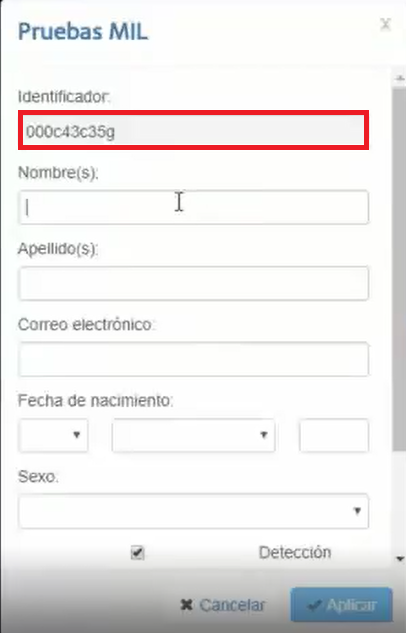 Pruebas MIL
x
Identificador:
000c43c35g
Nombre(s):
Apellido(s):
Correo electrónico:
Fecha de nacimiento:
Sexo:
Detección
✖ Cancelar ✔ Aplicar